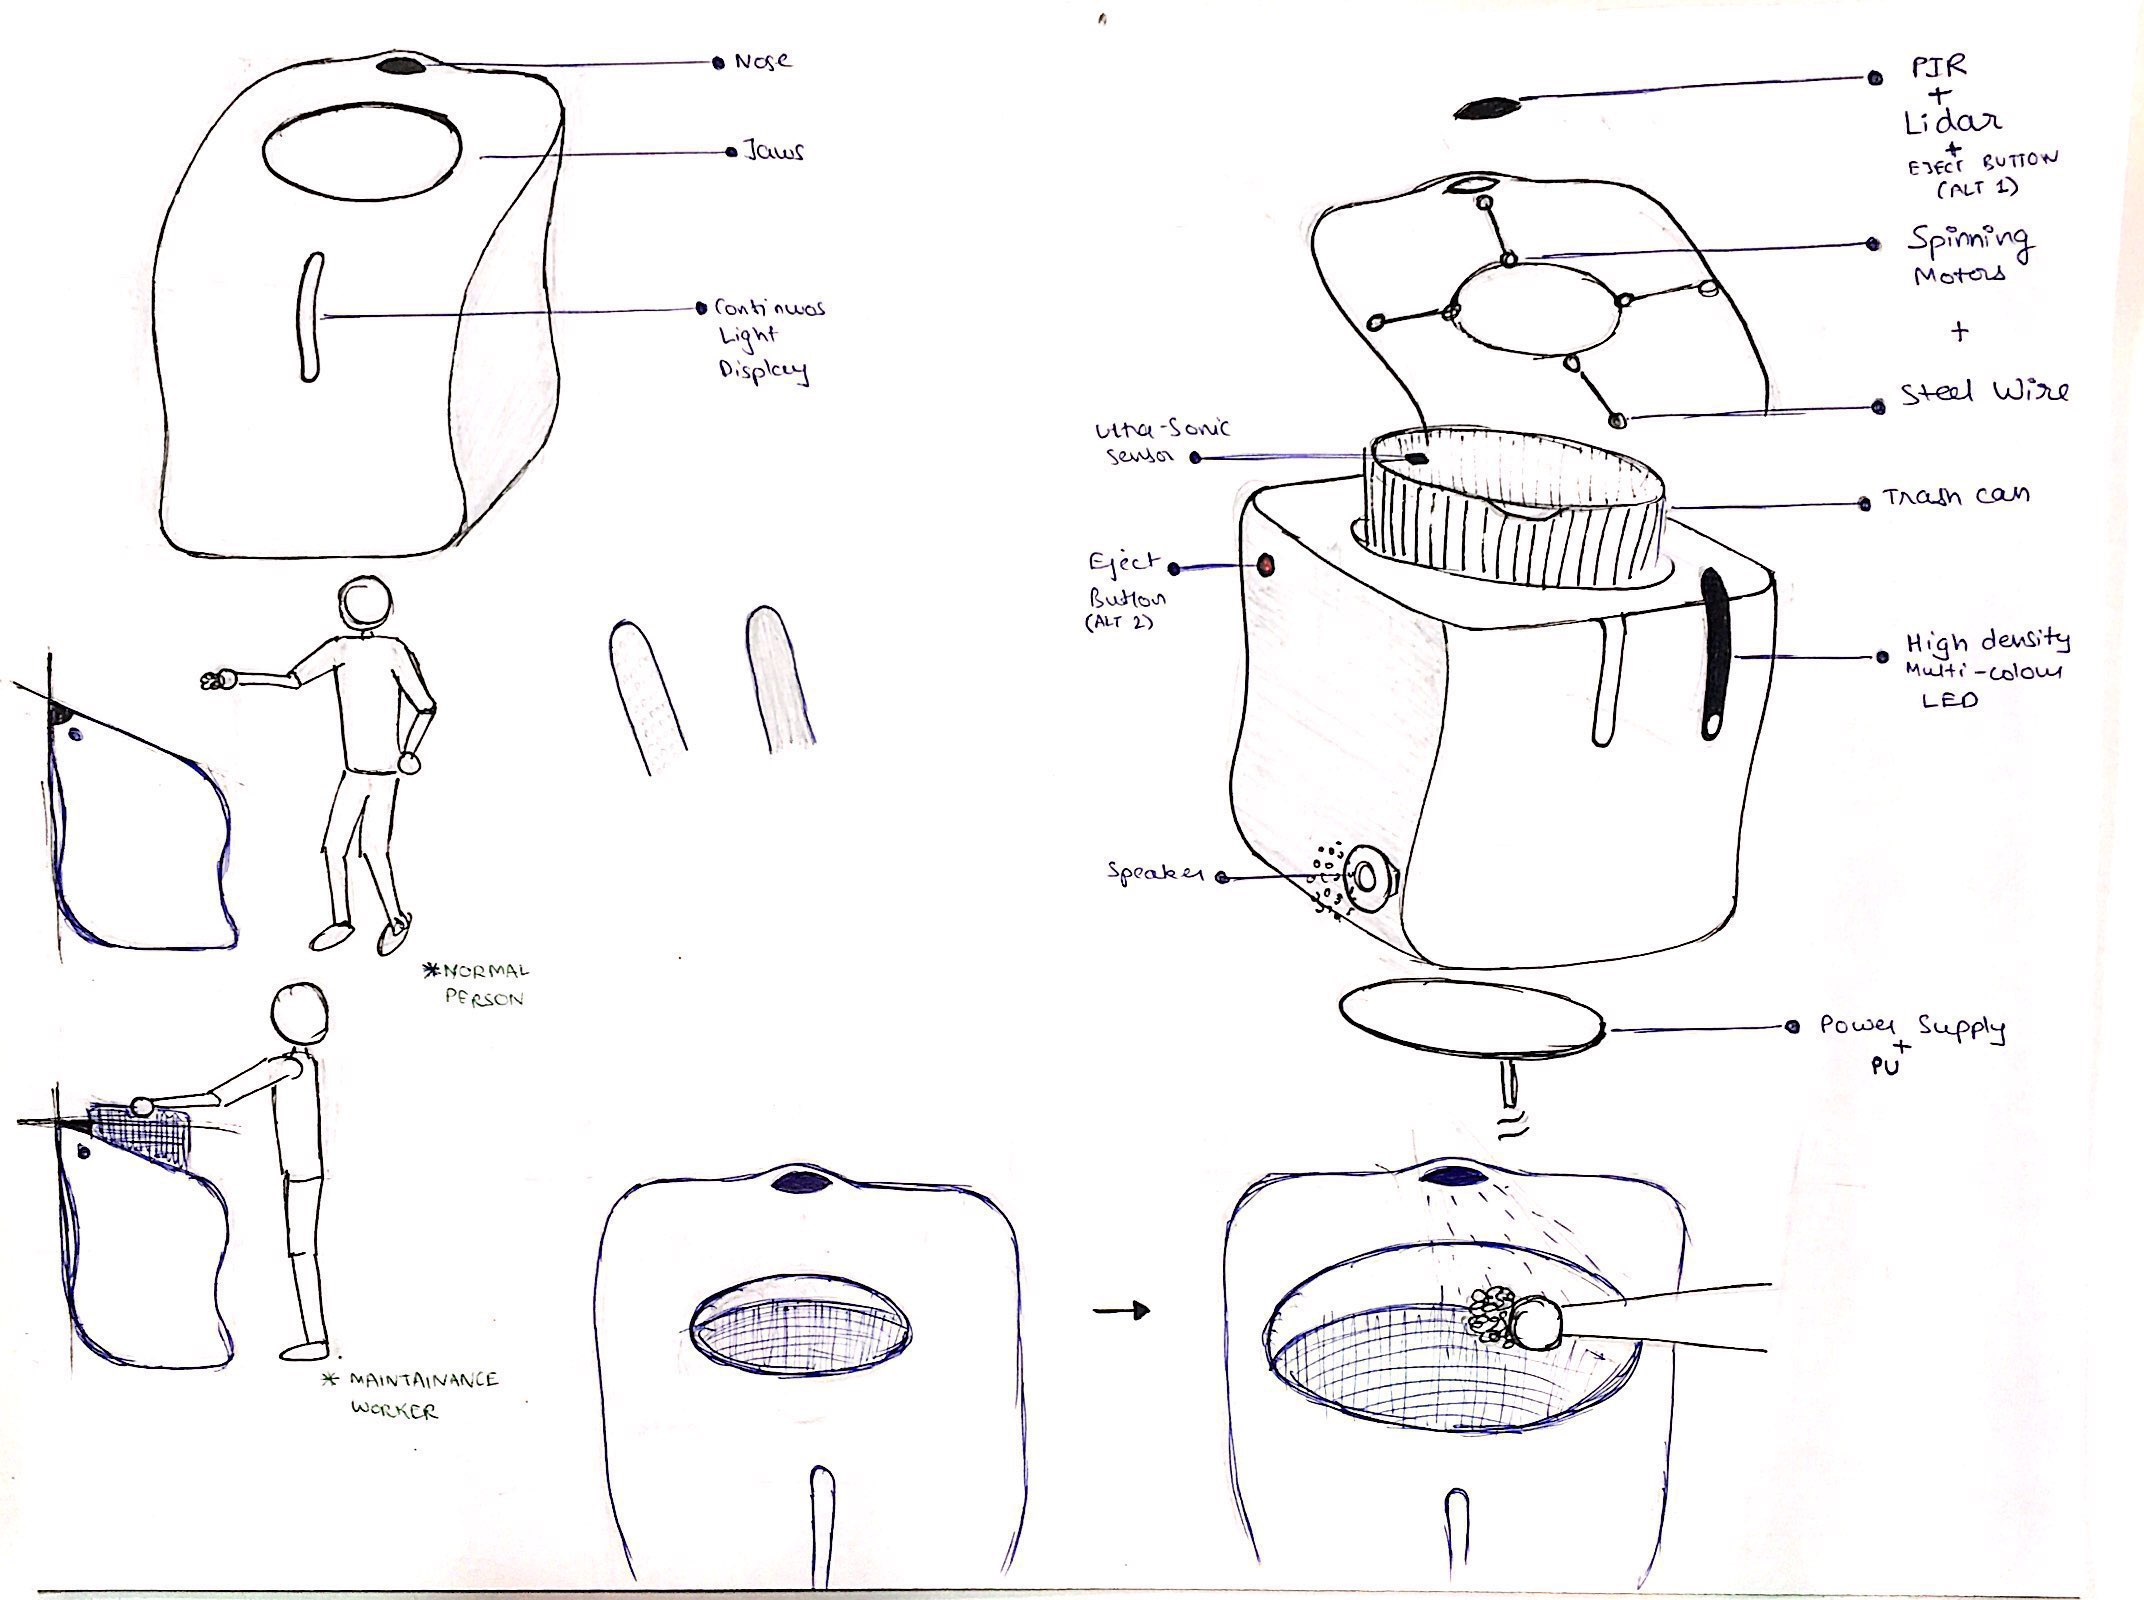 Nose
Jaws
Continuos
Light
Display
PIR
+
Lidar
+
EJECT BUTTON
(ALT 1)
Spinning
Motors
+
Steel Wire
Ultra-Sonic
Sensor
Trash can
Eject
Button
(ALT 2)
High density
Multi-colour
LED
Speaker
Power Supply
+
PU
*NORMAL
PERSON
* MAINTAINANCE
WORKER